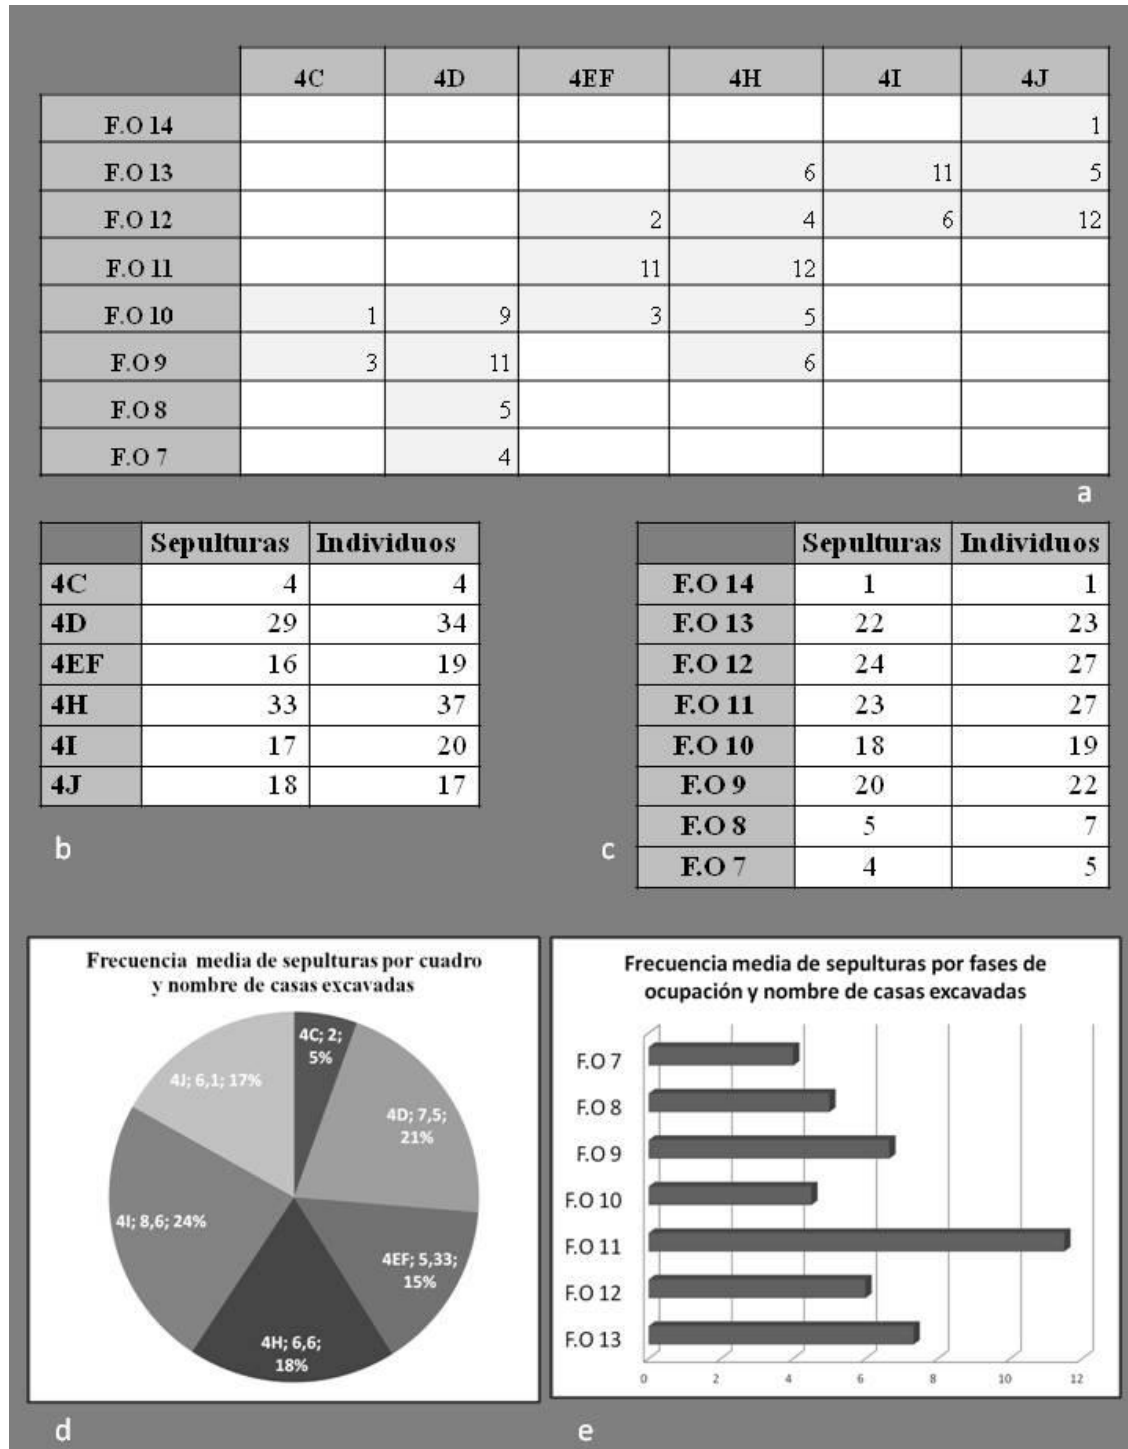 4C 4D 4EF 4H 4I 4J
F.O 14 1
F.O 13 6 11 5
F.O 12 2 4 6 12
F.O 11 11 12
F.O 10 1 9 3 5
F.O 9 3 11 6
F.O 8 5
F.O 7 4
a
Sepulturas Individuos
4C 4 4
4D 29 34
4EF 16 19
4H 33 37
4I 17 20
4J 18 17
b
Sepulturas Individuos
F.O 14 1 1
F.O 13 22 23
F.O 12 24 27
F.O 11 23 27
F.O 10 18 19
F.O 9 20 22
F.O 8 5 7
F.O 7 4 5
c
Frecuencia media de sepulturas por cuadro
y nombre de casas excavadas
4C; 2;
5%
4D; 7,5;
21%
4EF; 5,33;
15%
4H; 6,6;
18%
4I; 8,6; 24%
4J; 6,1; 17%
d
Frecuencia media de sepulturas por fases de
ocupación y nombre de casas excavadas
F.O 7
F.O 8
F.O 9
F.O 10
F.O 11
F.O 12
F.O 13
0 2 4 6 8 10 12
e